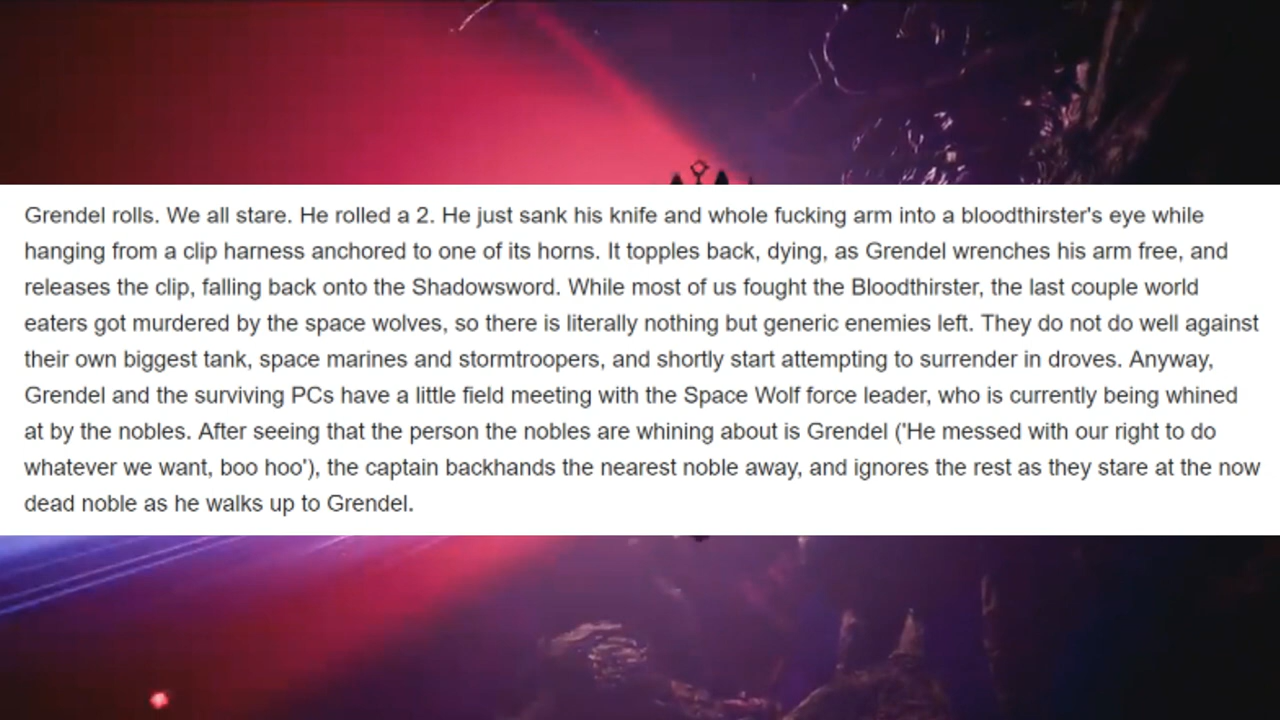 Grendel rolls. We all stare. He rolled a 2. He just sank his knife and whole fucking arm into a bloodthirster's eye while
hanging from a clip harness anchored to one of its horns. It topples back, dying, as Grendel wrenches his arm free, and
releases the clip, falling back onto the Shadowsword. While most of us fought the Bloodthirster, the last couple world
eaters got murdered by the space wolves, so there is literally nothing but generic enemies left. They do not do well against
their own biggest tank, space marines and stormtroopers, and shortly start attempting to surrender in droves. Anyway,
Grendel and the surviving PCs have a little field meeting with the Space Wolf force leader, who is currently being whined
at by the nobles. After seeing that the person the nobles are whining about is Grendel ('He messed with our right to do
whatever we want, boo hoo'), the captain backhands the nearest noble away, and ignores the rest as they stare at the now
dead noble as he walks up to Grendel.